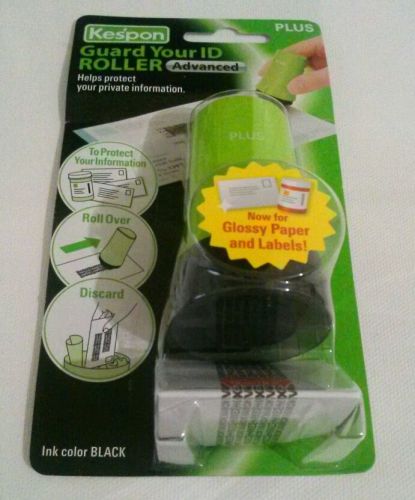 Kespon
PLUS
Guard Your ID
ROLLER Advanced
Helps protect
your private information.
PLUS
To Protect
Your Information
Now for
Glossy Paper
and Labels!
Roll Over
Discard
Ink color BLACK